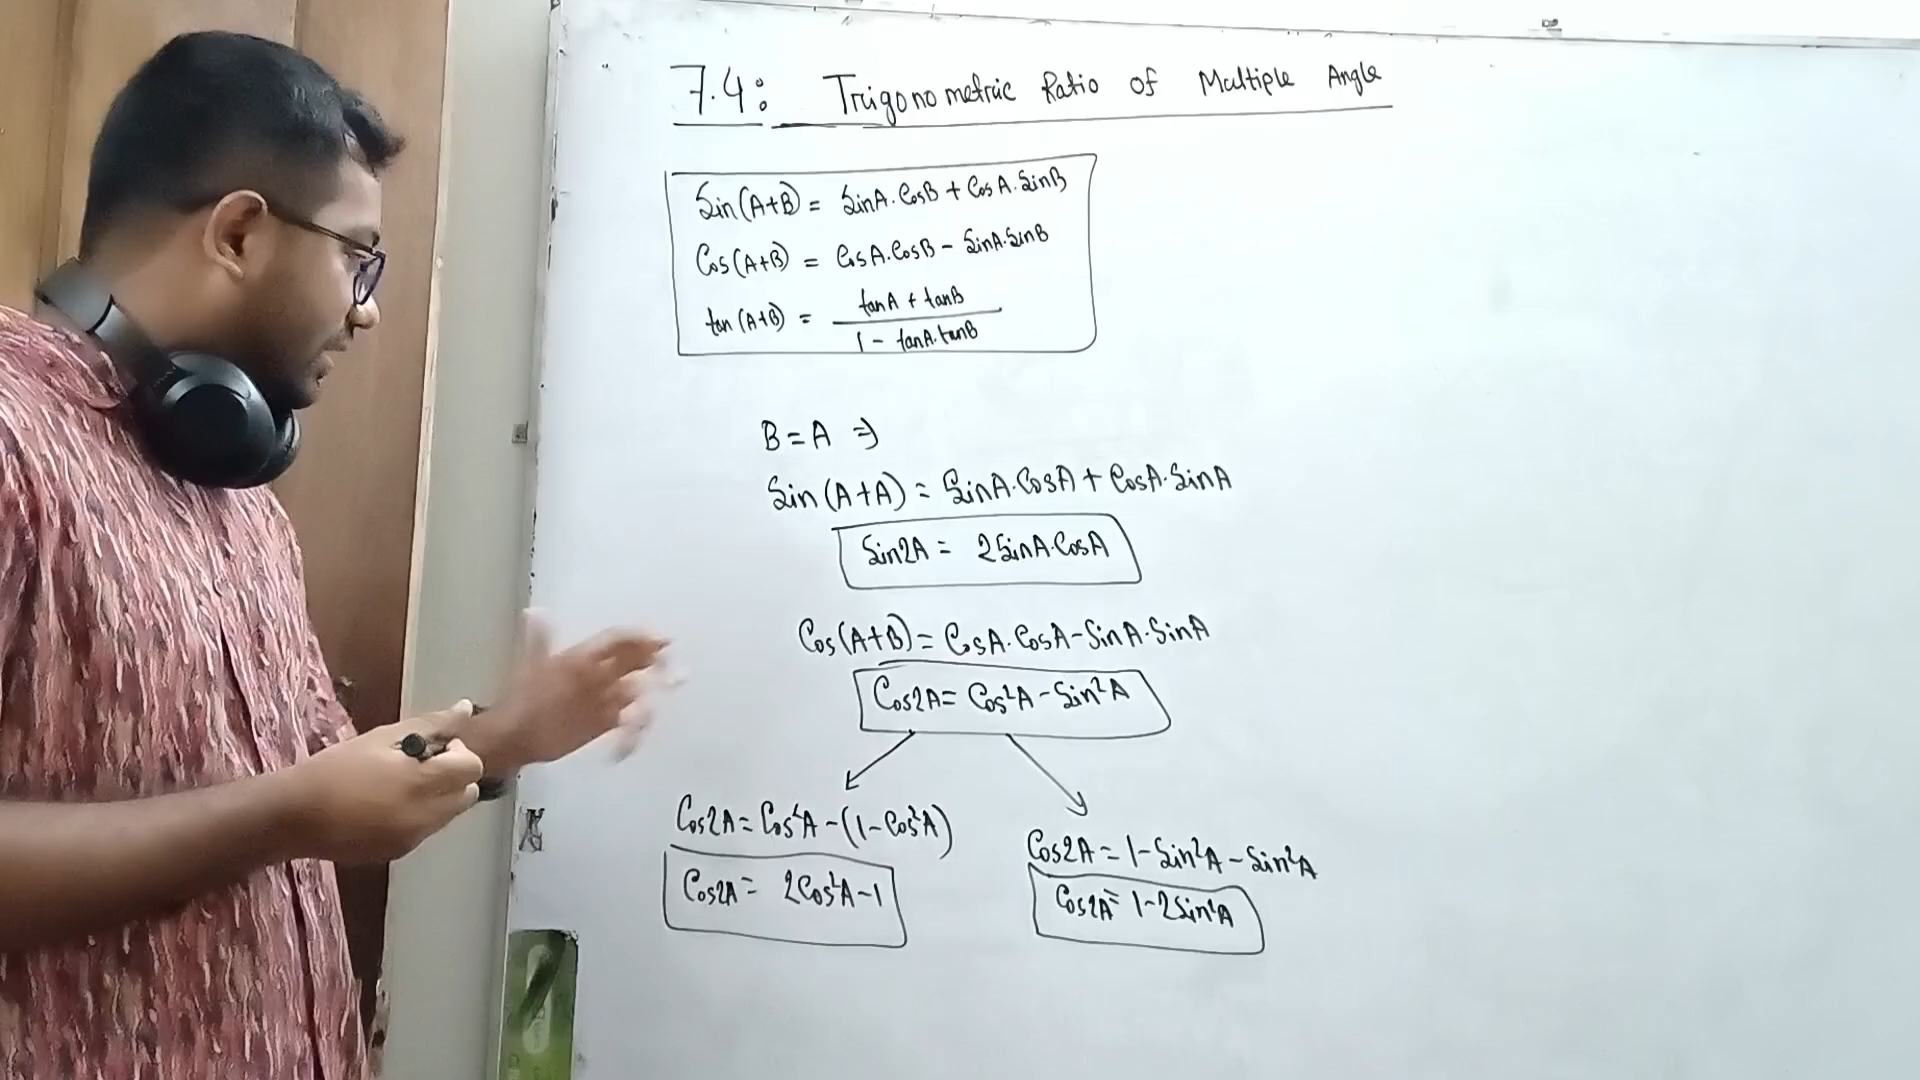 7.4: Trigonometric Ratio of Multiple Angle
Sin(A+B) = SinA.CosB + CosA.SinB
Cos(A+B) = CosA.CosB - SinA.SinB
tan(A+B) = tanA + tanB / 1 - tanA.tanB
B = A ⇒
Sin(A+A) = SinA.CosA + CosA.SinA
Sin2A = 2SinA.CosA
Cos(A+B) = CosA.CosA - SinA.SinA
Cos2A = Cos²A - Sin²A
Cos2A = Cos²A - (1 - Cos²A)
Cos2A = 2Cos²A - 1
Cos2A = 1 - Sin²A - Sin²A
Cos2A = 1 - 2Sin²A